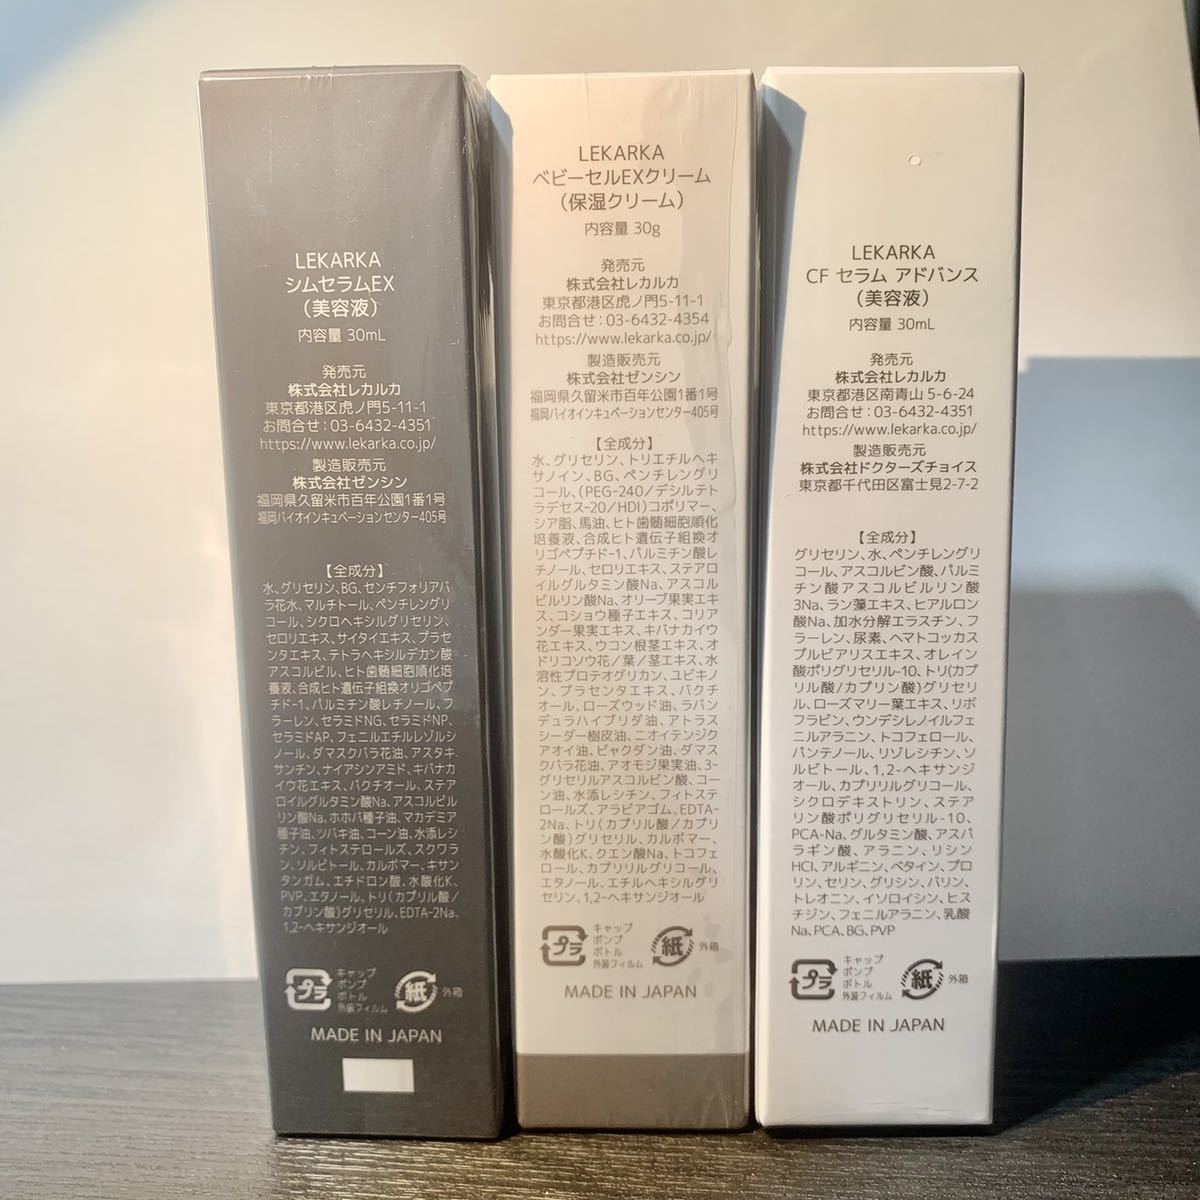 LEKARKA
シムセラムEX
(美容液)
内容量 30mL
発売元
株式会社レカルカ
東京都港区虎ノ門5-11-1
お問合せ:03-6432-4351
https://www.lekarka.co.jp/
製造販売元
株式会社ゼンシン
福岡県久留米市百年公園1番1号
福岡バイオインキュベーションセンター405号
【全成分】
水、グリセリン、BG、センチフォリアバ
ラ花水、マルチトール、ペンチレングリ
コール、シクロヘキシルグリセリン、
セロリエキス、サイタイエキス、プラセ
ンタエキス、テトラヘキシルデカン酸
アスコルビル、ヒト歯髄細胞順化培
養液、合成ヒト遺伝子組換オリゴペプ
チド-1、パルミチン酸レチノール、フ
ラーレン、セラミドNG、セラミドNP、
セラミドAP、フェニルエチルレゾルシ
ノール、ダマスクバラ花油、アスタキ
サンチン、ナイアシンアミド、キバナカ
イウ花エキス、バクチオール、ステア
ロイルグルタミン酸Na、アスコルビル
リン酸Na、ホホバ種子油、マカデミア
種子油、ツバキ油、コーン油、水添レシ
チン、フィトステロールズ、スクワラ
ン、ソルビトール、カルボマー、キサン
タンガム、エチドロン酸、水酸化K、
PVP、エタノール、トリ(カプリル酸/
カプリン酸)グリセリル、EDTA-2Na、
1,2-ヘキサンジオール
プラ
キャップ
ポンプ
ボトル
外装フィルム
紙
外箱
MADE IN JAPAN
LEKARKA
ベビーセルEXクリーム
(保湿クリーム)
内容量 30g
発売元
株式会社レカルカ
東京都港区虎ノ門5-11-1
お問合せ:03-6432-4354
https://www.lekarka.co.jp/
製造販売元
株式会社ゼンシン
福岡県久留米市百年公園1番1号
福岡バイオインキュベーションセンター405号
【全成分】
水、グリセリン、トリエチルヘキ
サノイン、BG、ペンチレングリ
コール、(PEG-240/デシルテト
ラデセス-20/HDI)コポリマー、
シア脂、馬油、ヒト歯髄細胞順化
培養液、合成ヒト遺伝子組換オ
リゴペプチド-1、パルミチン酸レ
チノール、セロリエキス、ステアロ
イルグルタミン酸Na、アスコル
ビルリン酸Na、オリーブ果実エキ
ス、コショウ種子エキス、コリア
ンダー果実エキス、キバナカイウ
花エキス、ウコン根茎エキス、オ
ドリコソウ花/葉/茎エキス、水
溶性プロテオグリカン、ユビキノ
ン、プラセンタエキス、バクチ
オール、ローズウッド油、ラバン
デュラハイブリダ油、アトラス
シーダー樹皮油、ニオイテンジク
アオイ油、ビャクダン油、ダマス
クバラ花油、アオモジ果実油、3-
グリセリルアスコルビン酸、コー
ン油、水添レシチン、フィトステ
ロールズ、アラビアゴム、EDTA-
2Na、トリ(カプリル酸/カプリ
ン酸)グリセリル、カルボマー、
水酸化K、クエン酸Na、トコフェ
ロール、カプリリルグリコール、
エタノール、エチルヘキシルグリ
セリン、1,2-ヘキサンジオール
プラ
キャップ
ポンプ
ボトル
外装フィルム
紙
外箱
MADE IN JAPAN
LEKARKA
CF セラム アドバンス
(美容液)
内容量 30mL
発売元
株式会社レカルカ
東京都港区南青山 5-6-24
お問合せ:03-6432-4351
https://www.lekarka.co.jp/
製造販売元
株式会社ドクターズチョイス
東京都千代田区富士見2-7-2
【全成分】
グリセリン、水、ペンチレングリ
コール、アスコルビン酸、パルミ
チン酸アスコルビルリン酸
3Na、ラン藻エキス、ヒアルロン
酸Na、加水分解エラスチン、フ
ラーレン、尿素、ヘマトコッカス
プルビアリスエキス、オレイン
酸ポリグリセリル-10、トリ(カプ
リル酸/カプリン酸)グリセリ
ル、ローズマリー葉エキス、リボ
フラビン、ウンデシレノイルフェ
ニルアラニン、トコフェロール、
パンテノール、リゾレシチン、ソ
ルビトール、1,2-ヘキサンジ
オール、カプリリルグリコール、
シクロデキストリン、ステア
リン酸ポリグリセリル-10、
PCA-Na、グルタミン酸、アスパ
ラギン酸、アラニン、リシン
HCl、アルギニン、ベタイン、プロ
リン、セリン、グリシン、バリン、
トレオニン、イソロイシン、ヒス
チジン、フェニルアラニン、乳酸
Na、PCA、BG、PVP
プラ
キャップ
ポンプ
ボトル
外装フィルム
紙
外箱
MADE IN JAPAN